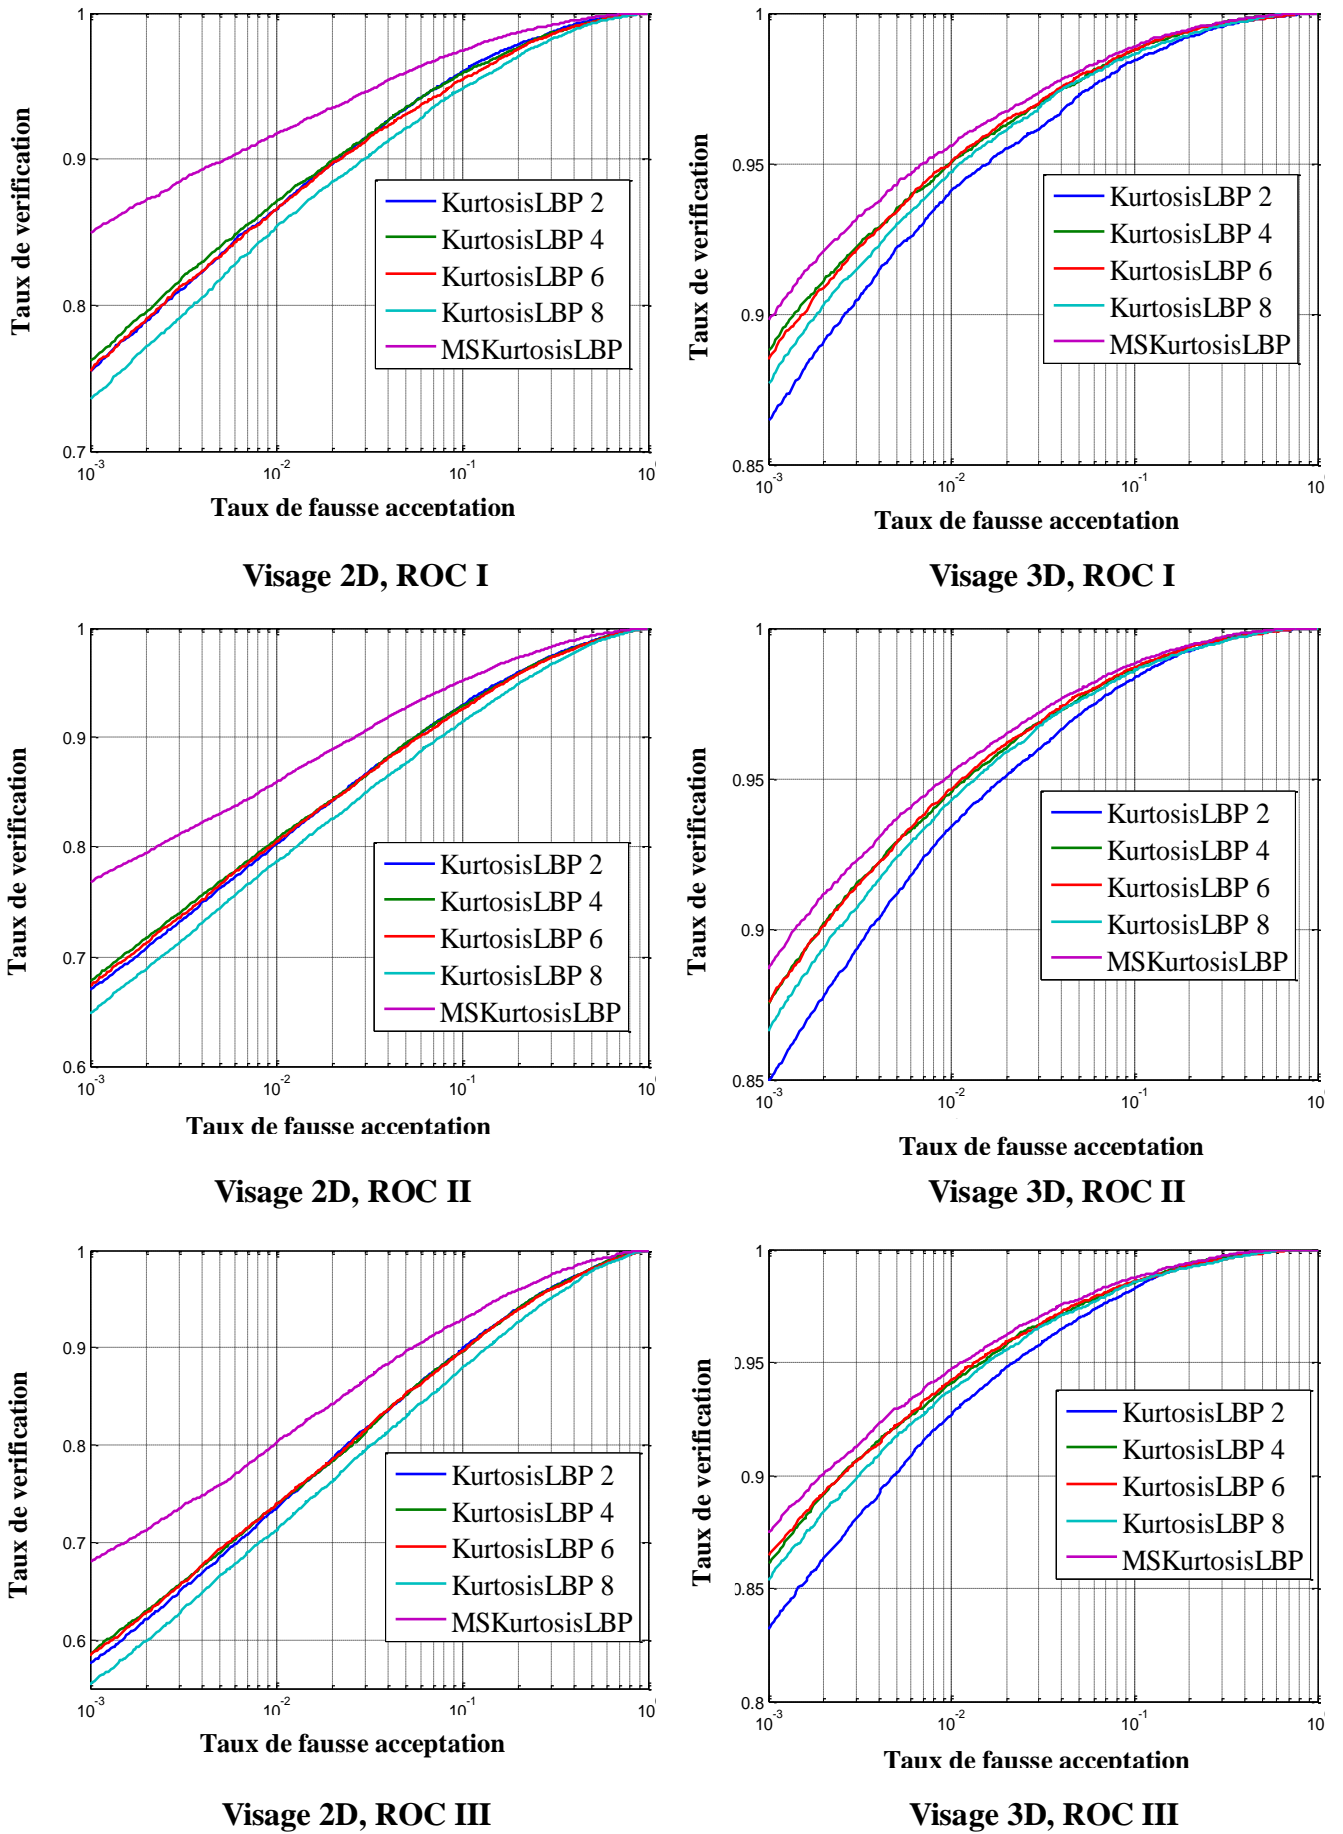 1
0.9
0.8
0.7
10-3
10-2
10-1
10
Taux de verification
Taux de fausse acceptation
KurtosisLBP 2
KurtosisLBP 4
KurtosisLBP 6
KurtosisLBP 8
MSKurtosisLBP
Visage 2D, ROC I
1
0.95
0.9
0.85
10-3
10-2
10-1
10
Taux de verification
Taux de fausse acceptation
KurtosisLBP 2
KurtosisLBP 4
KurtosisLBP 6
KurtosisLBP 8
MSKurtosisLBP
Visage 3D, ROC I
1
0.9
0.8
0.7
0.6
10-3
10-2
10-1
10
Taux de verification
Taux de fausse acceptation
KurtosisLBP 2
KurtosisLBP 4
KurtosisLBP 6
KurtosisLBP 8
MSKurtosisLBP
Visage 2D, ROC II
1
0.95
0.9
0.85
10-3
10-2
10-1
10
Taux de verification
Taux de fausse acceptation
KurtosisLBP 2
KurtosisLBP 4
KurtosisLBP 6
KurtosisLBP 8
MSKurtosisLBP
Visage 3D, ROC II
1
0.9
0.8
0.7
0.6
10-3
10-2
10-1
10
Taux de verification
Taux de fausse acceptation
KurtosisLBP 2
KurtosisLBP 4
KurtosisLBP 6
KurtosisLBP 8
MSKurtosisLBP
Visage 2D, ROC III
1
0.95
0.9
0.85
0.8
10-3
10-2
10-1
10
Taux de verification
Taux de fausse acceptation
KurtosisLBP 2
KurtosisLBP 4
KurtosisLBP 6
KurtosisLBP 8
MSKurtosisLBP
Visage 3D, ROC III